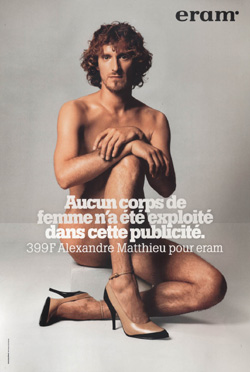 eram
Aucun corps de
femme n'a été exploité
dans cette publicité.
399F Alexandre Matthieu pour eram